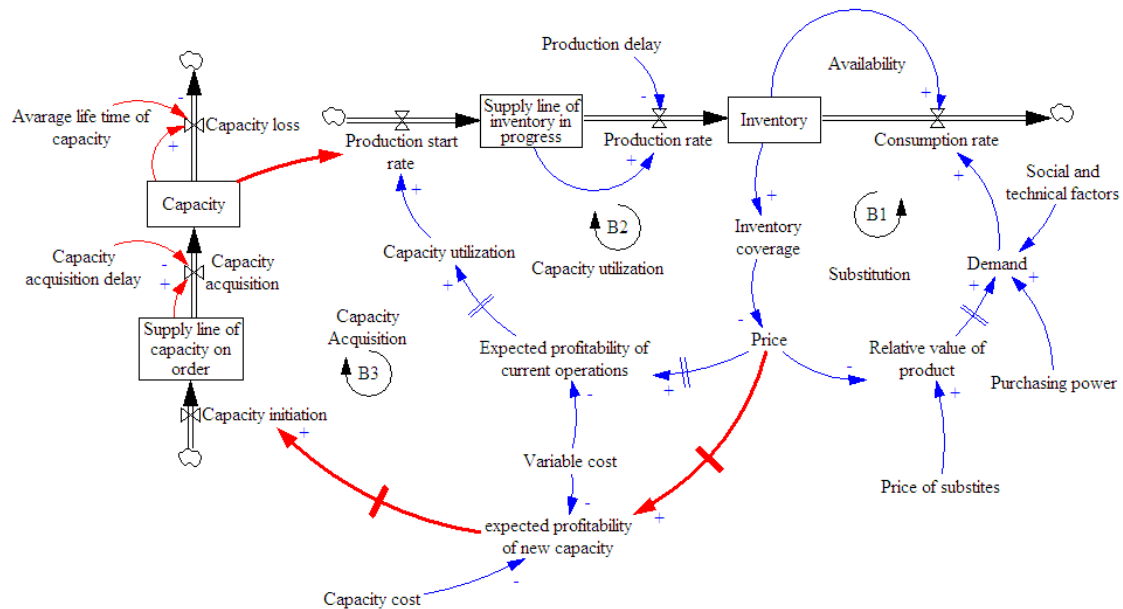 Production delay
Availability
Avarage life time of
capacity
Capacity loss
Supply line of
inventory in
progress
Inventory
Production start
rate
Production rate
Consumption rate
Capacity
Social and
technical factors
B2
B1
Inventory
coverage
Capacity
acquisition delay
Capacity
acquisition
Capacity utilization
Capacity utilization
Substitution
Demand
Supply line of
capacity on
order
Capacity
Acquisition
B3
Expected profitability of
current operations
Price
Relative value of
product
Purchasing power
Capacity initiation
Variable cost
Price of substites
expected profitability
of new capacity
Capacity cost